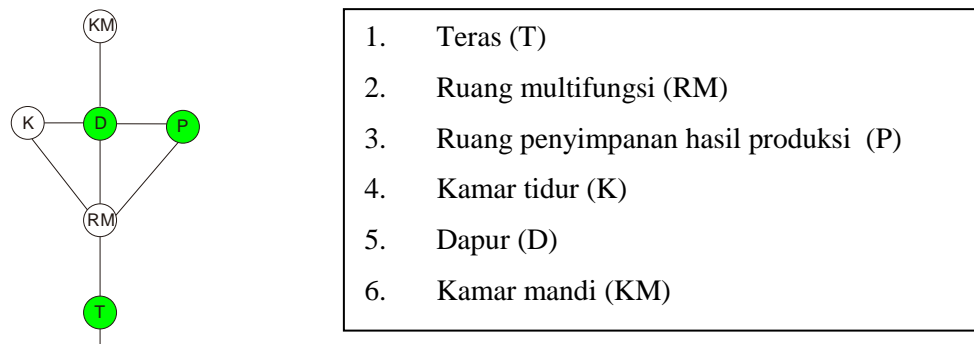 KM
K D P
RM
T
1. Teras (T)
2. Ruang multifungsi (RM)
3. Ruang penyimpanan hasil produksi (P)
4. Kamar tidur (K)
5. Dapur (D)
6. Kamar mandi (KM)